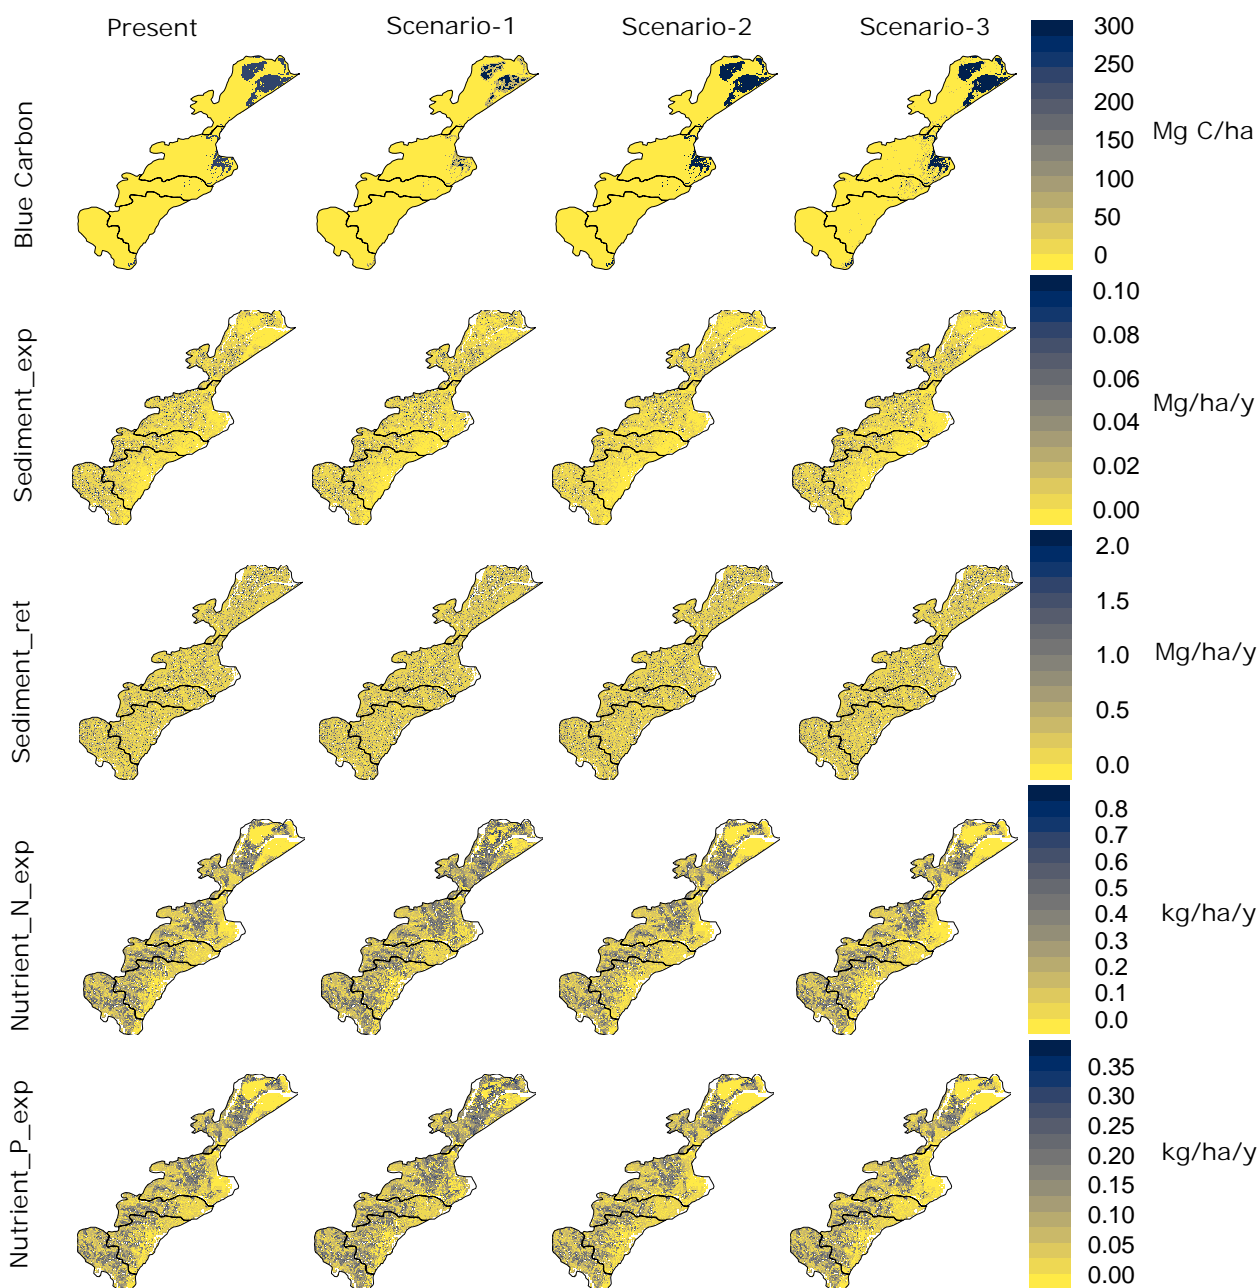 Present
Scenario-1
Scenario-2
Scenario-3
Blue Carbon
300
250
200
150
100
50
0
Mg C/ha
Sediment_exp
0.10
0.08
0.06
0.04
0.02
0.00
Mg/ha/y
Sediment_ret
2.0
1.5
1.0
0.5
0.0
Mg/ha/y
Nutrient_N_exp
0.8
0.7
0.6
0.5
0.4
0.3
0.2
0.1
0.0
kg/ha/y
Nutrient_P_exp
0.35
0.30
0.25
0.20
0.15
0.10
0.05
0.00
kg/ha/y